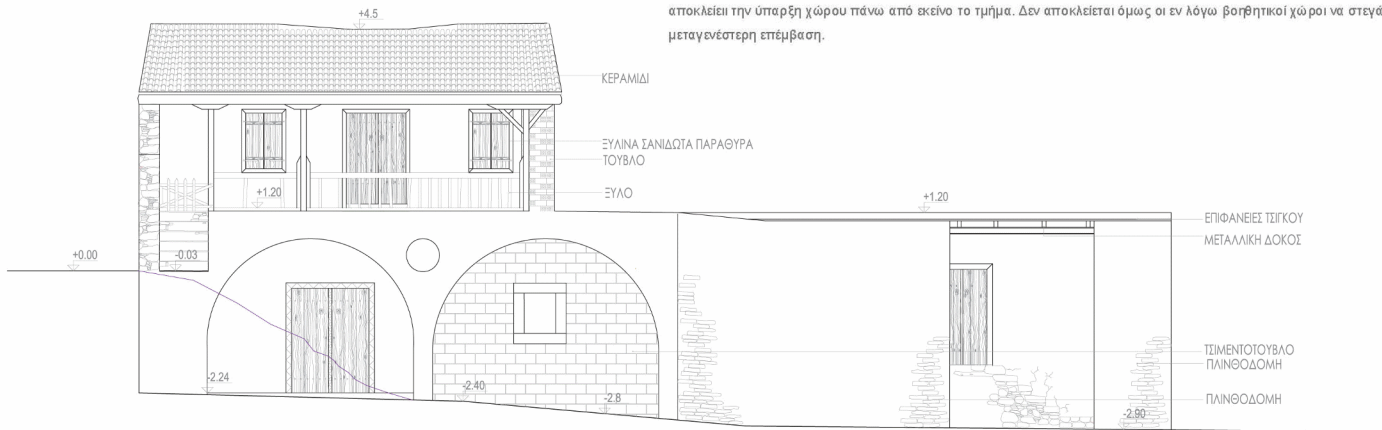 αποκλείει την ύπαρξη χώρου πάνω από εκείνο το τμήμα. Δεν αποκλείεται όμως οι εν λόγω βοηθητικοί χώροι να στεγά
μεταγενέστερη επέμβαση.
+4.5
ΚΕΡΑΜΙΔΙ
ΞΥΛΙΝΑ ΣΑΝΙΔΩΤΑ ΠΑΡΑΘΥΡΑ
ΤΟΥΒΛΟ
ΞΥΛΟ
+1.20
+1.20
ΕΠΙΦΑΝΕΙΕΣ ΤΣΙΓΚΟΥ
ΜΕΤΑΛΛΙΚΗ ΔΟΚΟΣ
+0.00
-0.03
ΤΣΙΜΕΝΤΟΤΟΥΒΛΟ
ΠΛΙΝΘΟΔΟΜΗ
-2.24
-2.40
-2.8
ΠΛΙΝΘΟΔΟΜΗ
-2.90